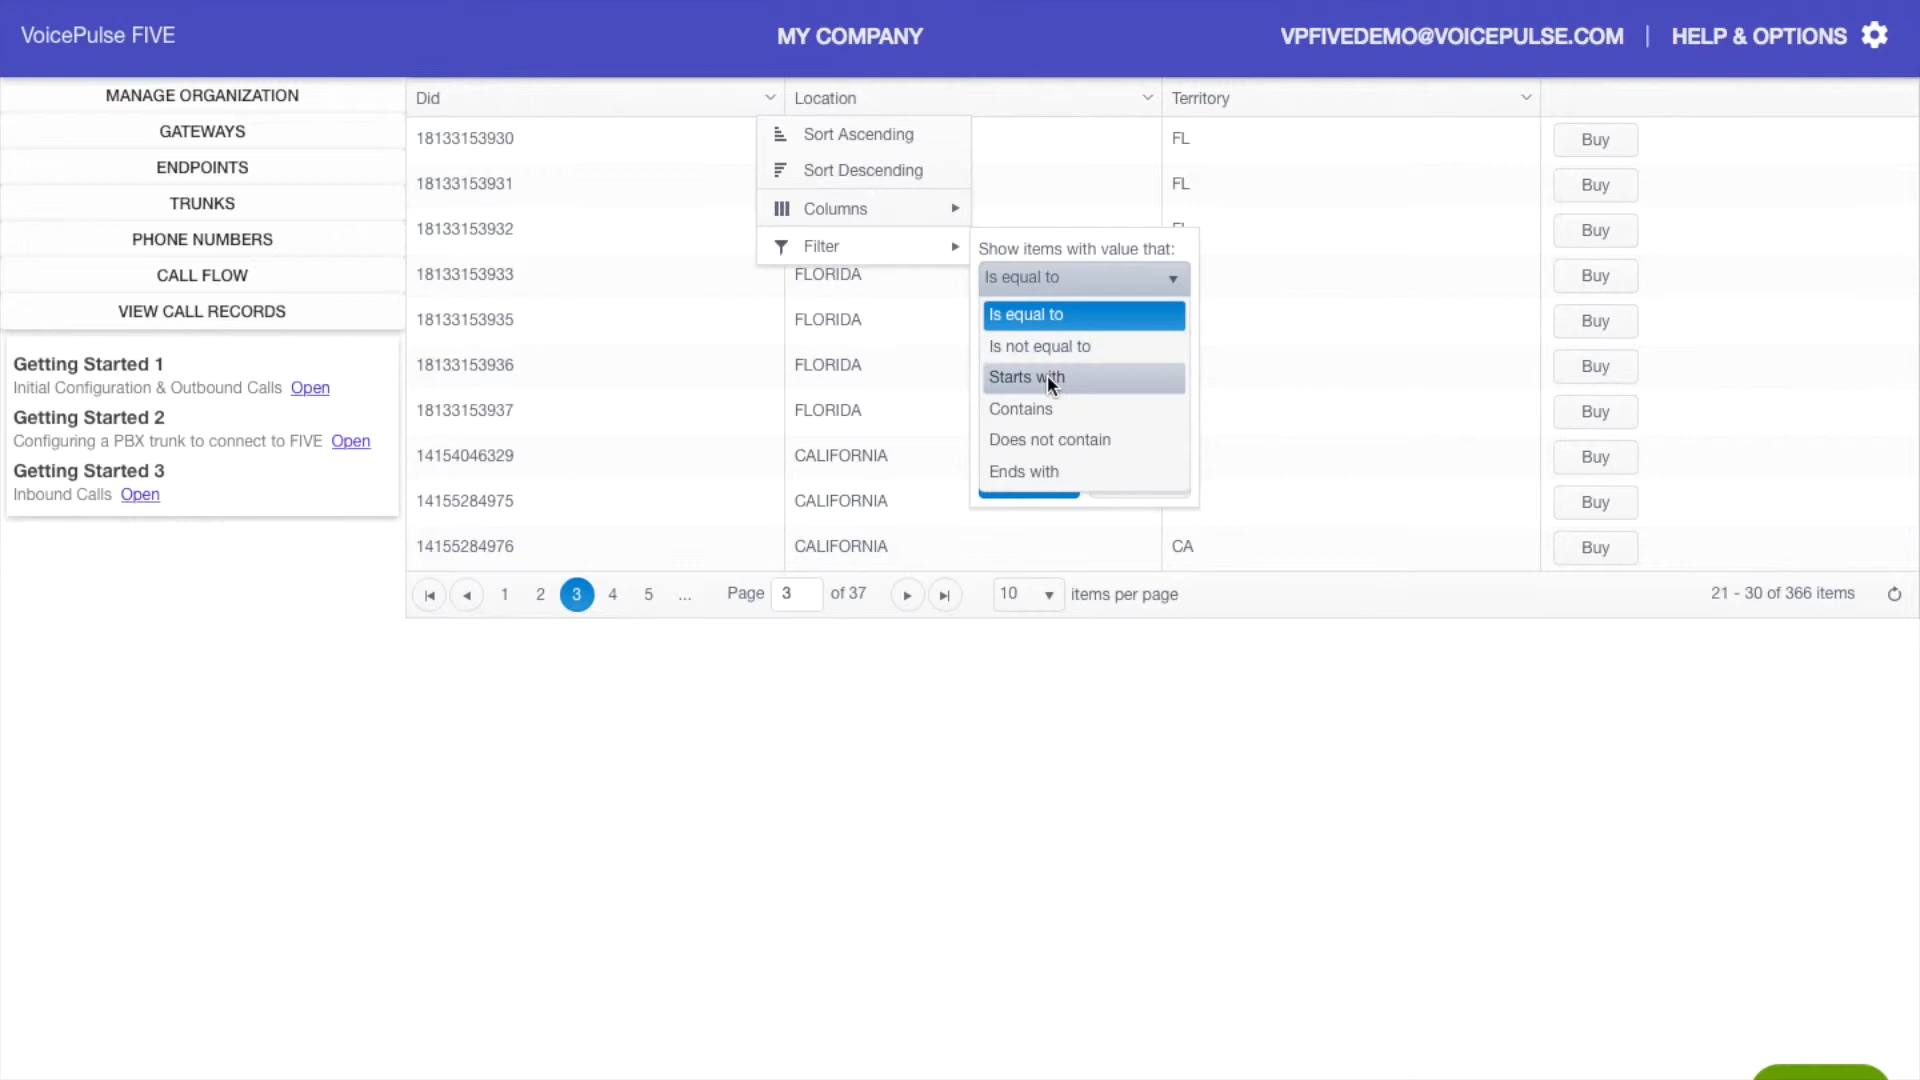 VoicePulse FIVE
MY COMPANY
VPFIVEDEMO@VOICEPULSE.COM | HELP & OPTIONS
MANAGE ORGANIZATION
GATEWAYS
ENDPOINTS
TRUNKS
PHONE NUMBERS
CALL FLOW
VIEW CALL RECORDS
Getting Started 1
Initial Configuration & Outbound Calls Open
Getting Started 2
Configuring a PBX trunk to connect to FIVE Open
Getting Started 3
Inbound Calls Open
Did Location Territory
18133153930 FL Buy
18133153931 FL Buy
18133153932 Buy
18133153933 FLORIDA Buy
18133153935 FLORIDA Buy
18133153936 FLORIDA Buy
18133153937 FLORIDA Buy
14154046329 CALIFORNIA Buy
14155284975 CALIFORNIA Buy
14155284976 CALIFORNIA CA Buy
Sort Ascending
Sort Descending
Columns
Filter
Show items with value that:
Is equal to
Is equal to
Is not equal to
Starts with
Contains
Does not contain
Ends with
1 2 3 4 5 ... Page 3 of 37 10 items per page 21 - 30 of 366 items